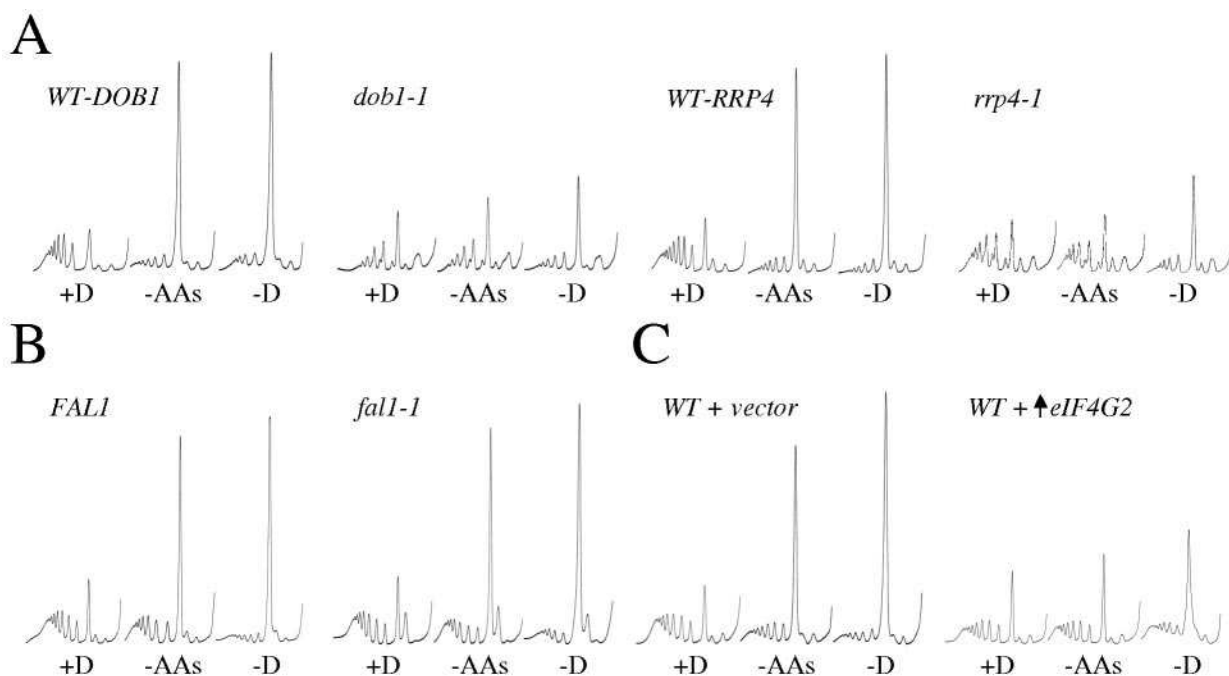 A
WT-DOB1 dob1-1 WT-RRP4 rrp4-1
+D -AAs -D +D -AAs -D +D -AAs -D +D -AAs -D
B C
FAL1 fal1-1 WT + vector WT + ↑eIF4G2
+D -AAs -D +D -AAs -D +D -AAs -D +D -AAs -D